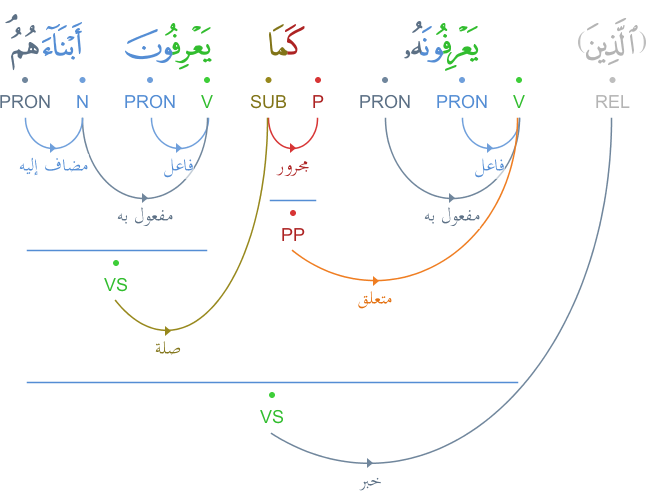 (ٱلَّذِينَ) يَعْرِفُونَهُۥ كَمَا يَعْرِفُونَ أَبْنَآءَهُمُ
REL V PRON PRON P SUB V PRON N PRON
فاعل مجرور فاعل مضاف إليه
مفعول به مفعول به
PP
VS
متعلق
صلة
VS
خبر